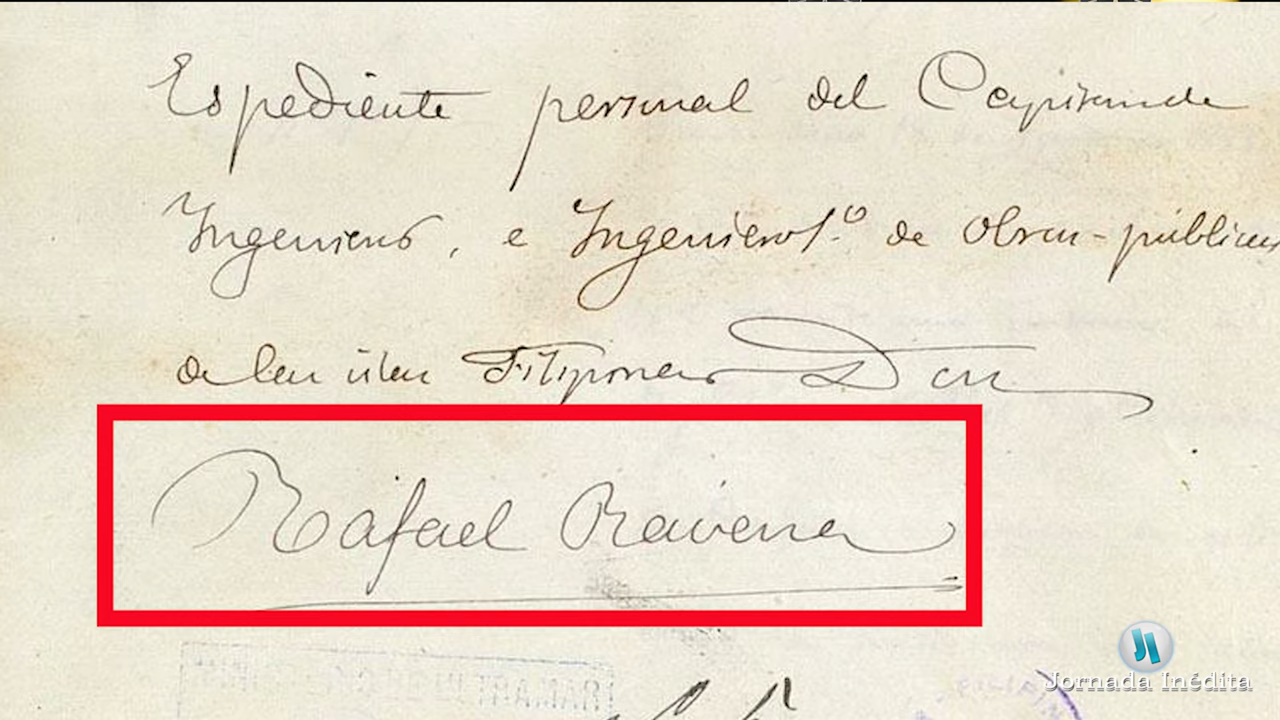 Espediente personal del Capitan de
Ingenieros, e Ingeniero 1.º de Obras-públicas
de las islas Filipinas Don
Rafael Ravena
Jornada Inédita